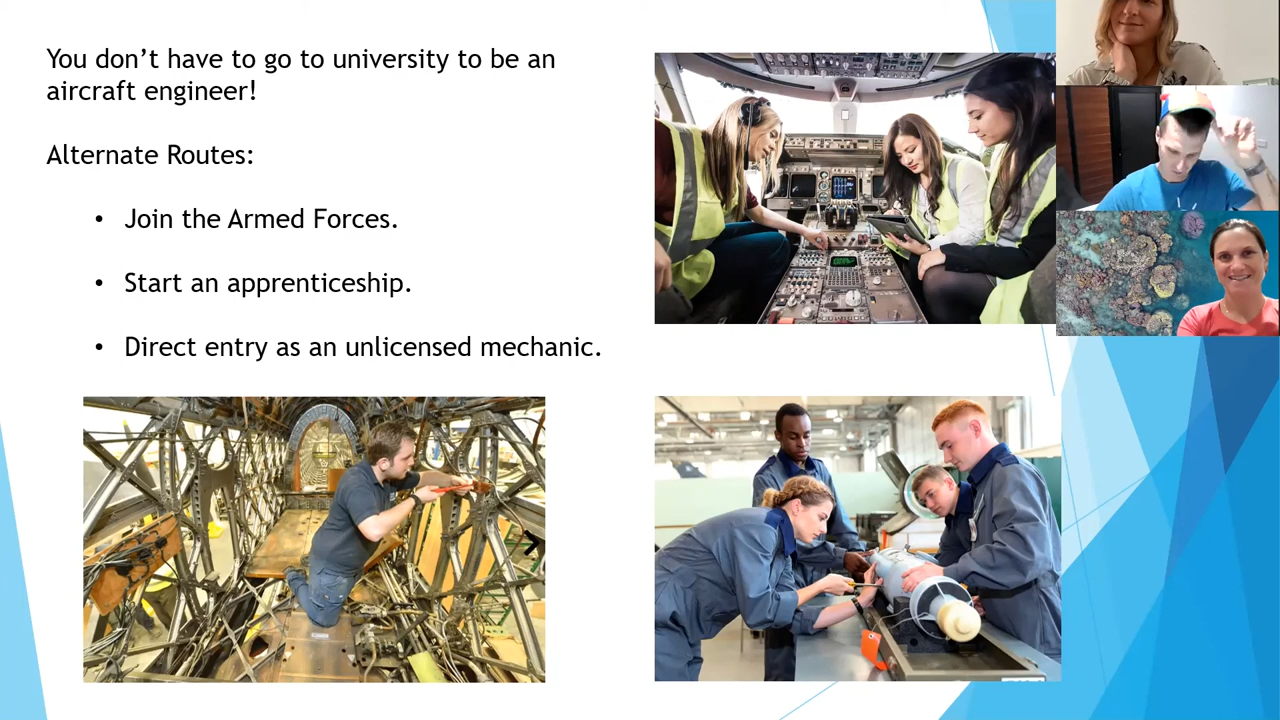 You don’t have to go to university to be an
aircraft engineer!
Alternate Routes:
• Join the Armed Forces.
• Start an apprenticeship.
• Direct entry as an unlicensed mechanic.